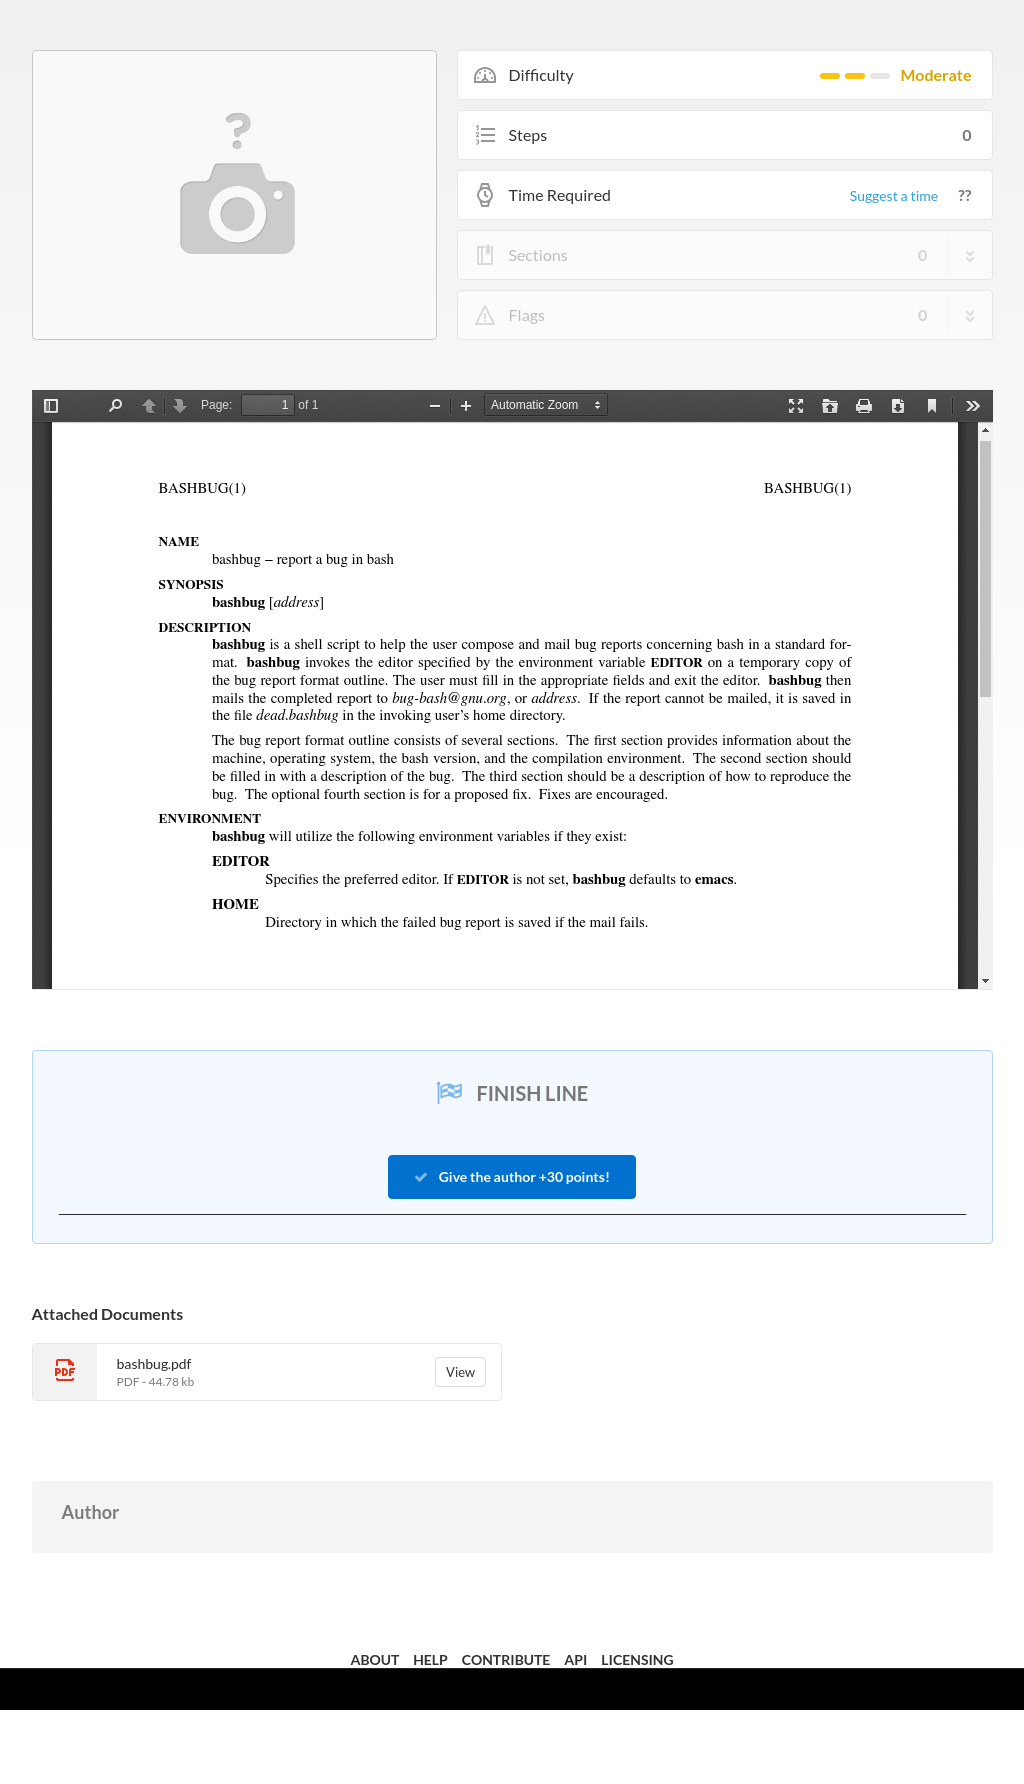 ?
Difficulty Moderate
1 2 3 Steps 0
Time Required Suggest a time ??
Sections 0
Flags 0
Page: 1 of 1 Automatic Zoom
BASHBUG(1) BASHBUG(1)
NAME
bashbug − report a bug in bash
SYNOPSIS
bashbug [address]
DESCRIPTION
bashbug is a shell script to help the user compose and mail bug reports concerning bash in a standard for-
mat. bashbug invokes the editor specified by the environment variable EDITOR on a temporary copy of
the bug report format outline. The user must fill in the appropriate fields and exit the editor. bashbug then
mails the completed report to bug-bash@gnu.org, or address. If the report cannot be mailed, it is saved in
the file dead.bashbug in the invoking user's home directory.
The bug report format outline consists of several sections. The first section provides information about the
machine, operating system, the bash version, and the compilation environment. The second section should
be filled in with a description of the bug. The third section should be a description of how to reproduce the
bug. The optional fourth section is for a proposed fix. Fixes are encouraged.
ENVIRONMENT
bashbug will utilize the following environment variables if they exist:
EDITOR
Specifies the preferred editor. If EDITOR is not set, bashbug defaults to emacs.
HOME
Directory in which the failed bug report is saved if the mail fails.
FINISH LINE
Give the author +30 points!
Attached Documents
PDF bashbug.pdf View
PDF - 44.78 kb
Author
ABOUT HELP CONTRIBUTE API LICENSING